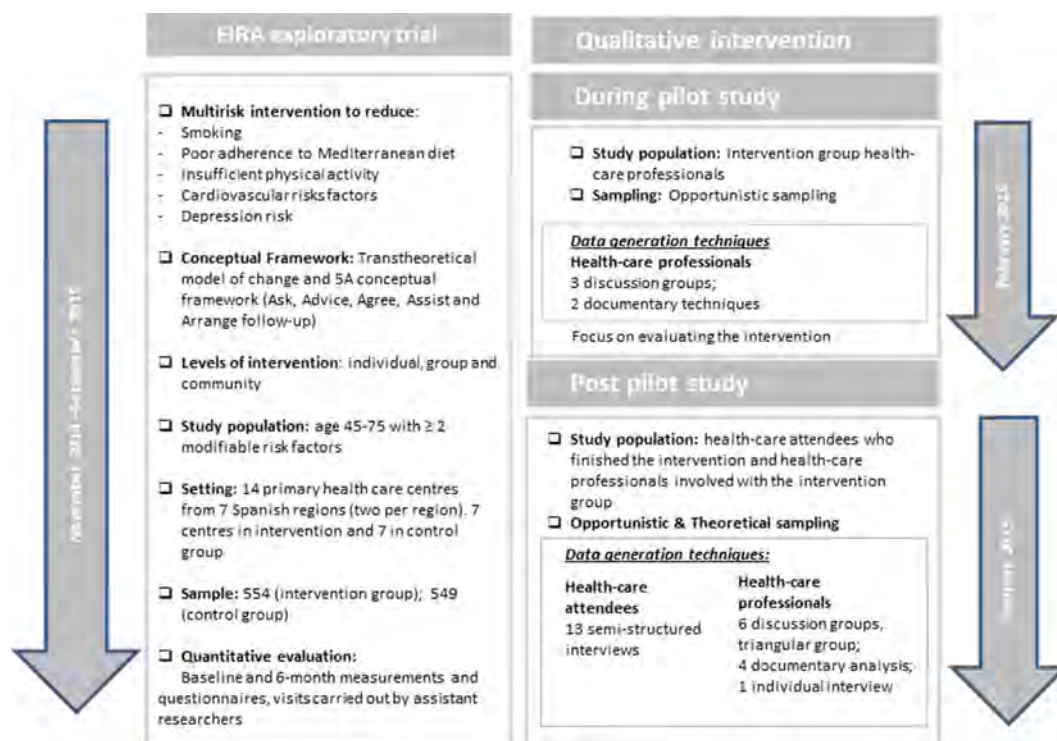 EIRA exploratory trial
❑ Multirisk intervention to reduce:
- Smoking
- Poor adherence to Mediterranean diet
- Insufficient physical activity
- Cardiovascular risks factors
- Depression risk
❑ Conceptual Framework: Transtheoretical
model of change and 5A conceptual
framework (Ask, Advice, Agree, Assist and
Arrange follow-up)
❑ Levels of intervention: individual, group and
community
❑ Study population: age 45-75 with ≥ 2
modifiable risk factors
❑ Setting: 14 primary health care centres
from 7 Spanish regions (two per region). 7
centres in intervention and 7 in control
group
❑ Sample: 554 (intervention group); 549
(control group)
❑ Quantitative evaluation:
Baseline and 6-month measurements and
questionnaires, visits carried out by assistant
researchers
Qualitative intervention
During pilot study
❑ Study population: Intervention group health-
care professionals
❑ Sampling: Opportunistic sampling
Data generation techniques
Health-care professionals
3 discussion groups;
2 documentary techniques
Focus on evaluating the intervention
Post pilot study
❑ Study population: health-care attendees who
finished the intervention and health-care
professionals involved with the intervention
group
❑ Opportunistic & Theoretical sampling
Data generation techniques:
Health-care
attendees
13 semi-structured
interviews
Health-care
professionals
6 discussion groups,
triangular group;
4 documentary analysis;
1 individual interview